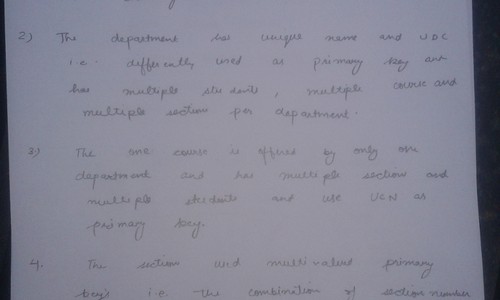 2) The department has unique name and UDC
i.e. differently used as primary key and
has multiple students, multiple course and
multiple section per department.
3) The one course is offered by only one
department and has multiple section and
multiple students and use UCN as
primary key.
4. The section used multivalued primary
keys i.e. the combination of section number